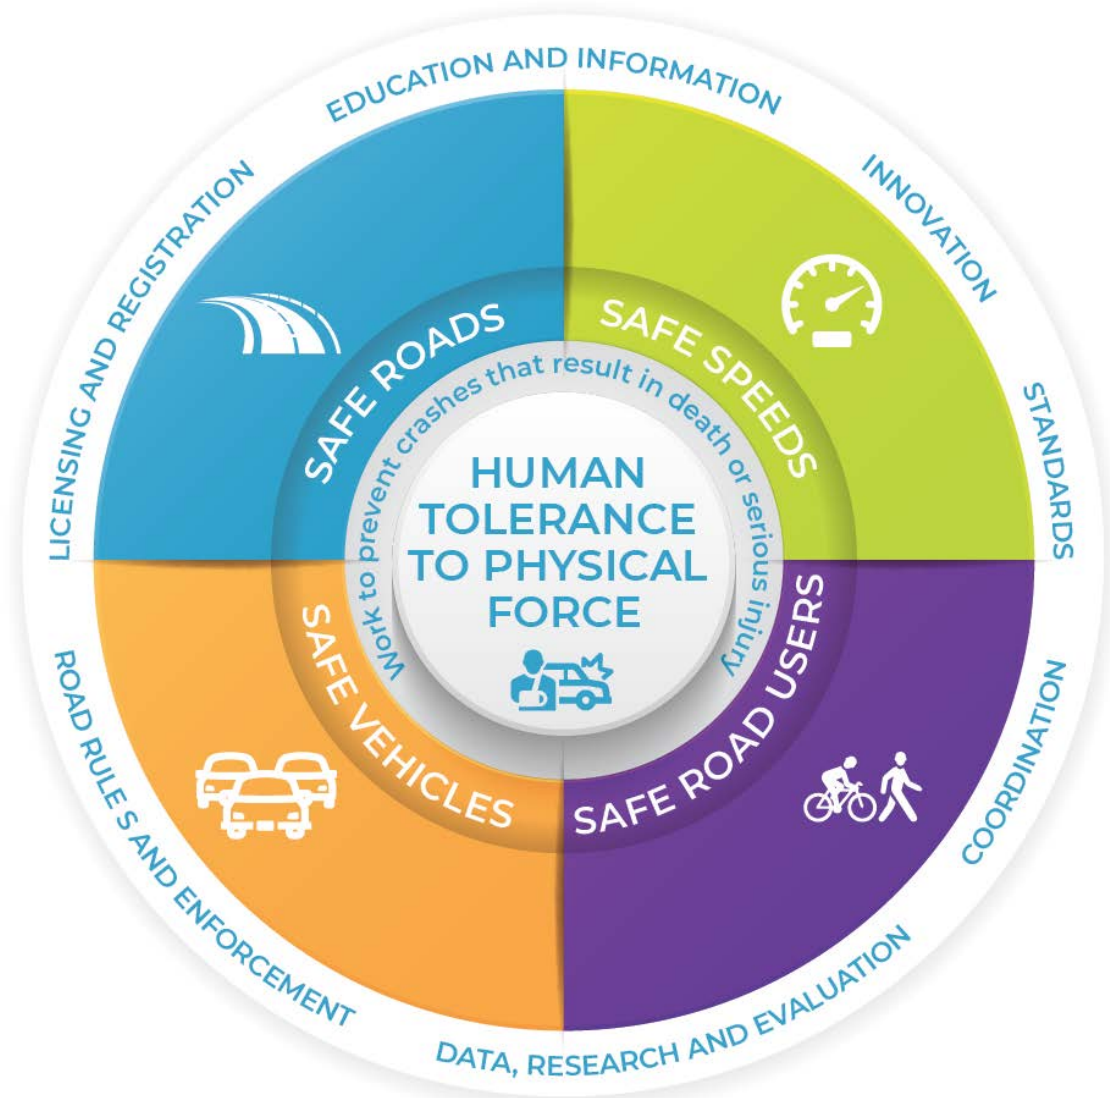 EDUCATION AND INFORMATION
INNOVATION
STANDARDS
COORDINATION
DATA, RESEARCH AND EVALUATION
ROAD RULE S AND ENFORCEMENT
LICENSING AND REGISTRATION
SAFE ROADS
SAFE SPEEDS
SAFE ROAD USERS
SAFE VEHICLES
Work to prevent crashes that result in death or serious injury
HUMAN
TOLERANCE
TO PHYSICAL
FORCE